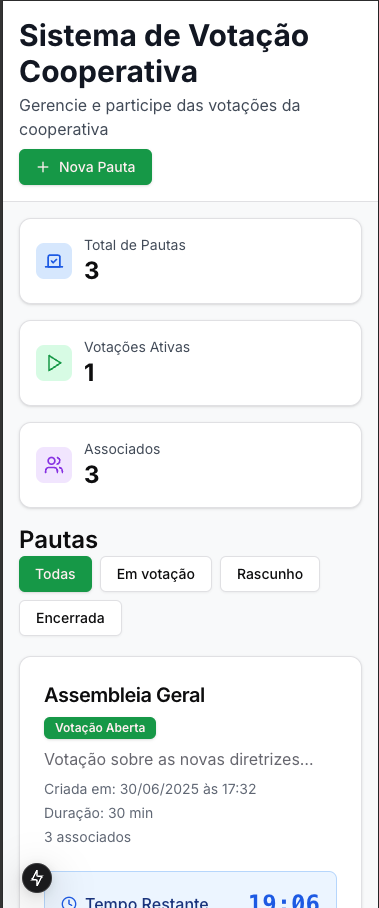 Sistema de Votação
Cooperativa
Gerencie e participe das votações da
cooperativa
+ Nova Pauta
Total de Pautas
3
Votações Ativas
1
Associados
3
Pautas
Todas
Em votação
Rascunho
Encerrada
Assembleia Geral
Votação Aberta
Votação sobre as novas diretrizes...
Criada em: 30/06/2025 às 17:32
Duração: 30 min
3 associados
Tempo Restante
19:06